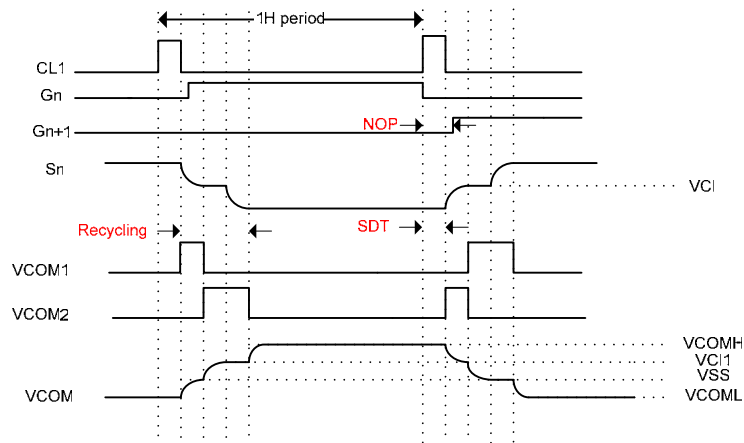 1H period
CL1
Gn
NOP
Gn+1
Sn
VCI
Recycling
SDT
VCOM1
VCOM2
VCOMH
VCI1
VSS
VCOM
VCOML